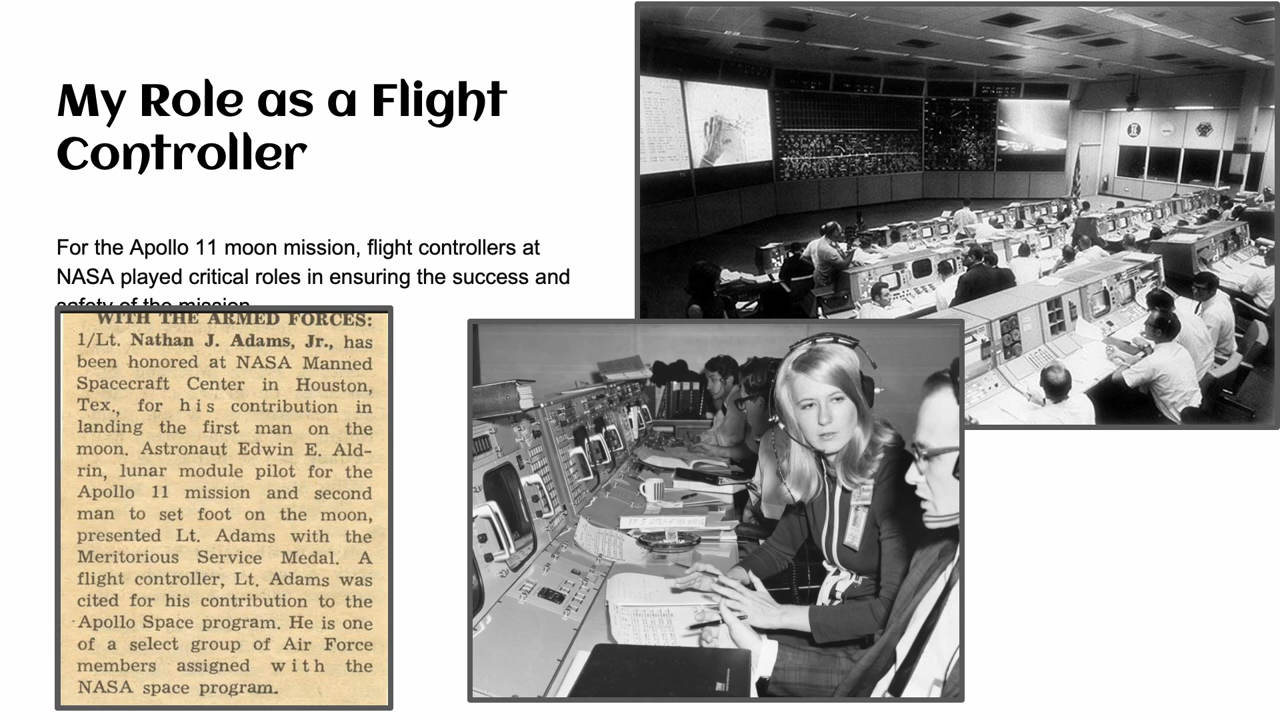 My Role as a Flight
Controller
For the Apollo 11 moon mission, flight controllers at
NASA played critical roles in ensuring the success and
safety of the mission.
WITH THE ARMED FORCES:
1/Lt. Nathan J. Adams, Jr., has
been honored at NASA Manned
Spacecraft Center in Houston,
Tex., for his contribution in
landing the first man on the
moon. Astronaut Edwin E. Ald-
rin, lunar module pilot for the
Apollo 11 mission and second
man to set foot on the moon,
presented Lt. Adams with the
Meritorious Service Medal. A
flight controller, Lt. Adams was
cited for his contribution to the
Apollo Space program. He is one
of a select group of Air Force
members assigned with the
NASA space program.